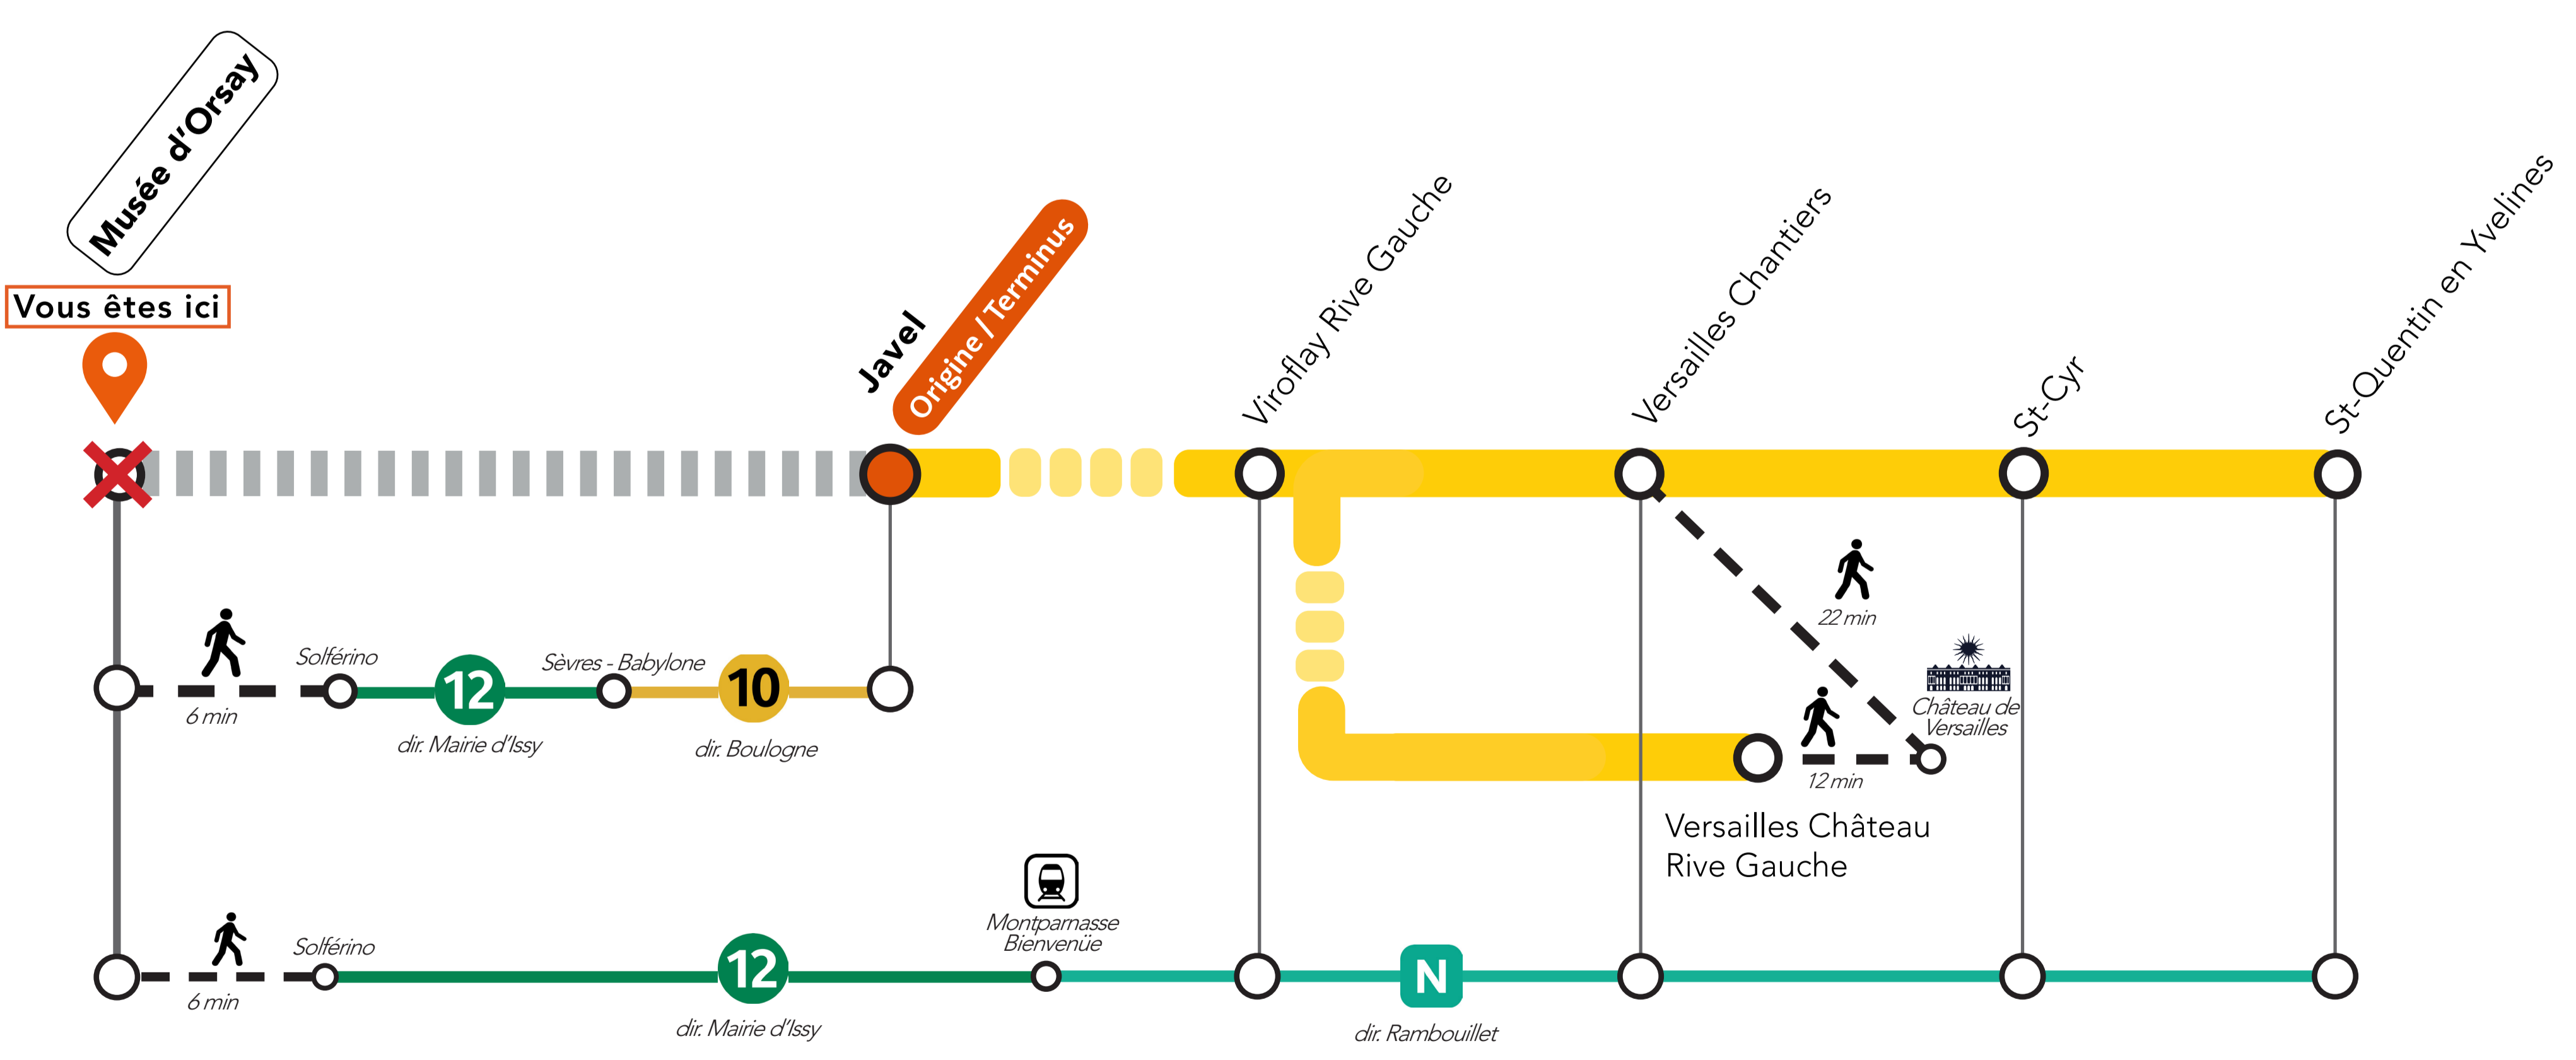 Musée d'Orsay
Vous êtes ici
Javel
Origine / Terminus
Viroflay Rive Gauche
Versailles Chantiers
St-Cyr
St-Quentin en Yvelines
22 min
Solférino
12
Sèvres - Babylone
10
6 min
dir. Mairie d'Issy
dir. Boulogne
Château de
Versailles
12 min
Versailles Château
Rive Gauche
Montparnasse
Bienvenüe
Solférino
12
N
6 min
dir. Mairie d'Issy
dir. Rambouillet